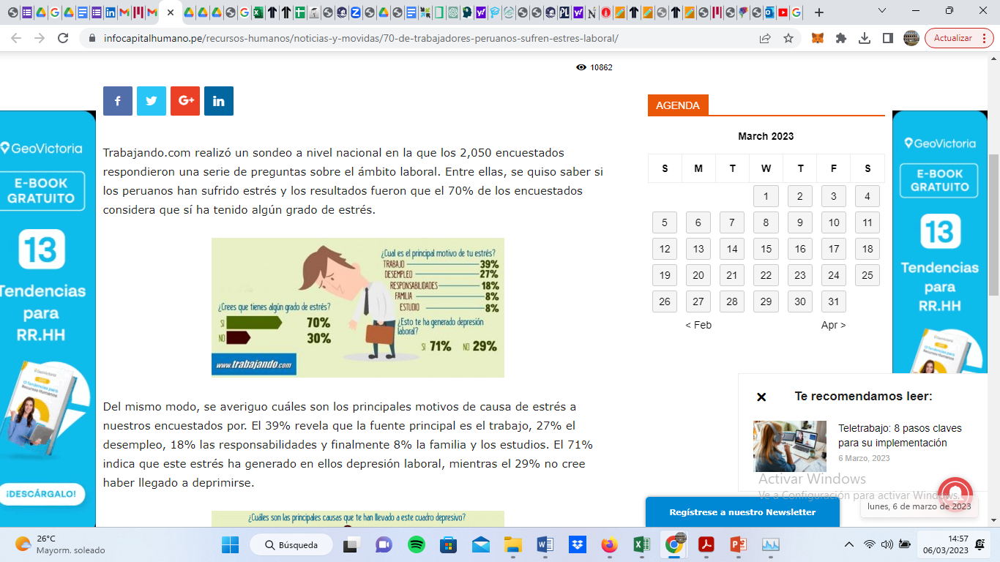 infocapitalhumano.pe/recursos-humanos/noticias-y-movidas/70-de-trabajadores-peruanos-sufren-estres-laboral/
Actualizar
10862
f
G+
in
Trabajando.com realizó un sondeo a nivel nacional en la que los 2,050 encuestados
respondieron una serie de preguntas sobre el ámbito laboral. Entre ellas, se quiso saber si
los peruanos han sufrido estrés y los resultados fueron que el 70% de los encuestados
considera que sí ha tenido algún grado de estrés.
¿Crees que tienes algún grado de estrés?
SI 70%
NO 30%
www.trabajando.com
¿Cual es el principal motivo de tu estrés?
TRABAJO 39%
DESEMPLEO 27%
RESPONSABILIDADES 18%
FAMILIA 8%
ESTUDIO 8%
¿Esto te ha generado depresión
laboral?
SI 71% NO 29%
Del mismo modo, se averiguo cuáles son los principales motivos de causa de estrés a
nuestros encuestados por. El 39% revela que la fuente principal es el trabajo, 27% el
desempleo, 18% las responsabilidades y finalmente 8% la familia y los estudios. El 71%
indica que este estrés ha generado en ellos depresión laboral, mientras el 29% no cree
haber llegado a deprimirse.
¿Cuáles son las principales causas que te han llevado a este cuadro depresivo?
GeoVictoria
E-BOOK
GRATUITO
13
Tendencias
para
RR.HH
¡DESCÁRGALO!
AGENDA
March 2023
S M T W T F S
1 2 3 4
5 6 7 8 9 10 11
12 13 14 15 16 17 18
19 20 21 22 23 24 25
26 27 28 29 30 31
< Feb Apr >
GeoVictoria
E-BOOK
GRATUITO
13
Tendencias
para
RR.HH
Te recomendamos leer:
Teletrabajo: 8 pasos claves
para su implementación
6 Marzo, 2023
Activar Windows
Ve a Configuración para activar Windows.
lunes, 6 de marzo de 2023
Regístrese a nuestro Newsletter
26°C
Mayorm. soleado
Búsqueda
14:57
06/03/2023